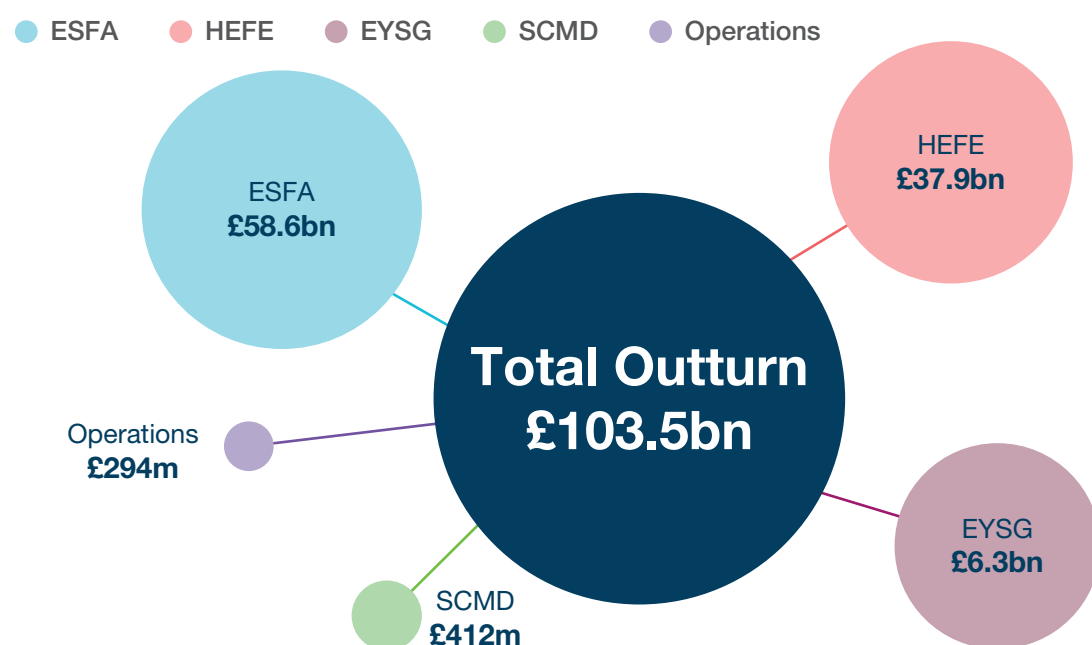 ESFA HEFE EYSG SCMD Operations
ESFA
£58.6bn
HEFE
£37.9bn
Total Outturn
£103.5bn
Operations
£294m
EYSG
£6.3bn
SCMD
£412m